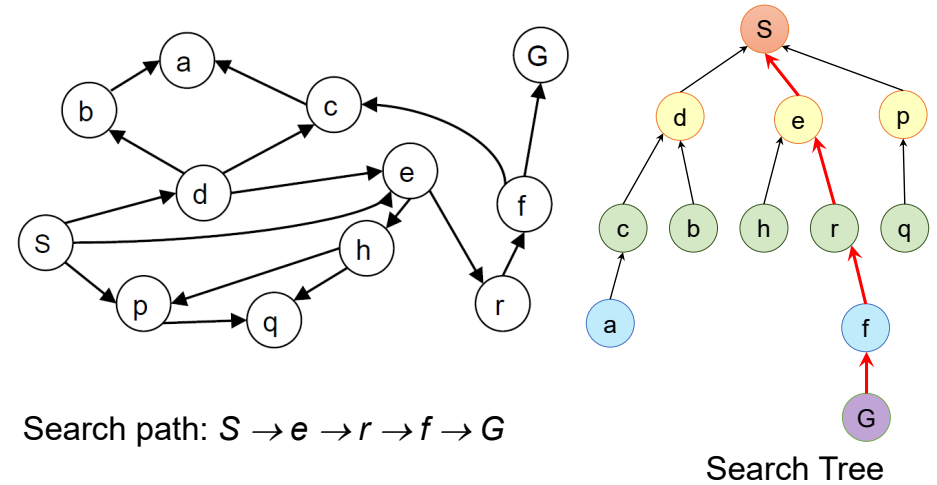 S
G
a
b
c
d
e
p
d
e
f
S
h
c
b
h
r
q
p
q
r
a
f
Search path: S → e → r → f → G
G
Search Tree